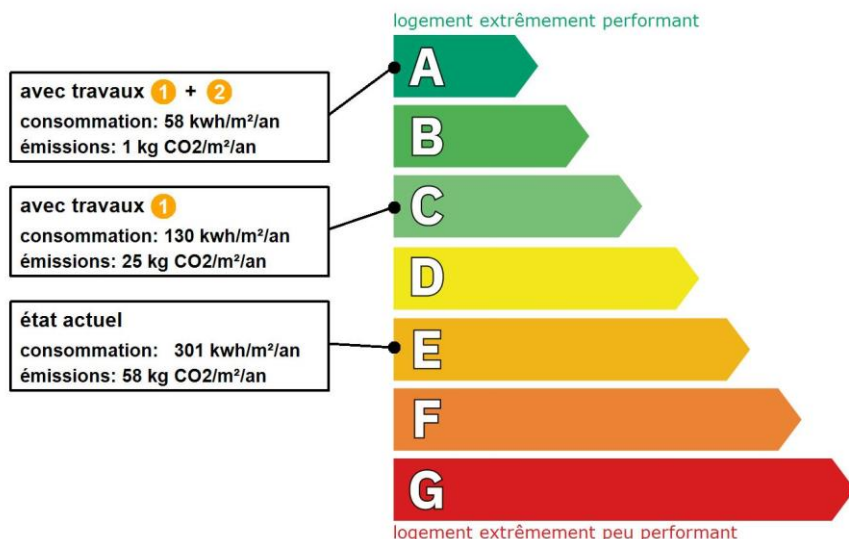 logement extrêmement performant
A
avec travaux 1 + 2
consommation: 58 kwh/m²/an
émissions: 1 kg CO2/m²/an
B
avec travaux 1
consommation: 130 kwh/m²/an
émissions: 25 kg CO2/m²/an
C
D
état actuel
consommation: 301 kwh/m²/an
émissions: 58 kg CO2/m²/an
E
F
G
logement extrêmement peu performant